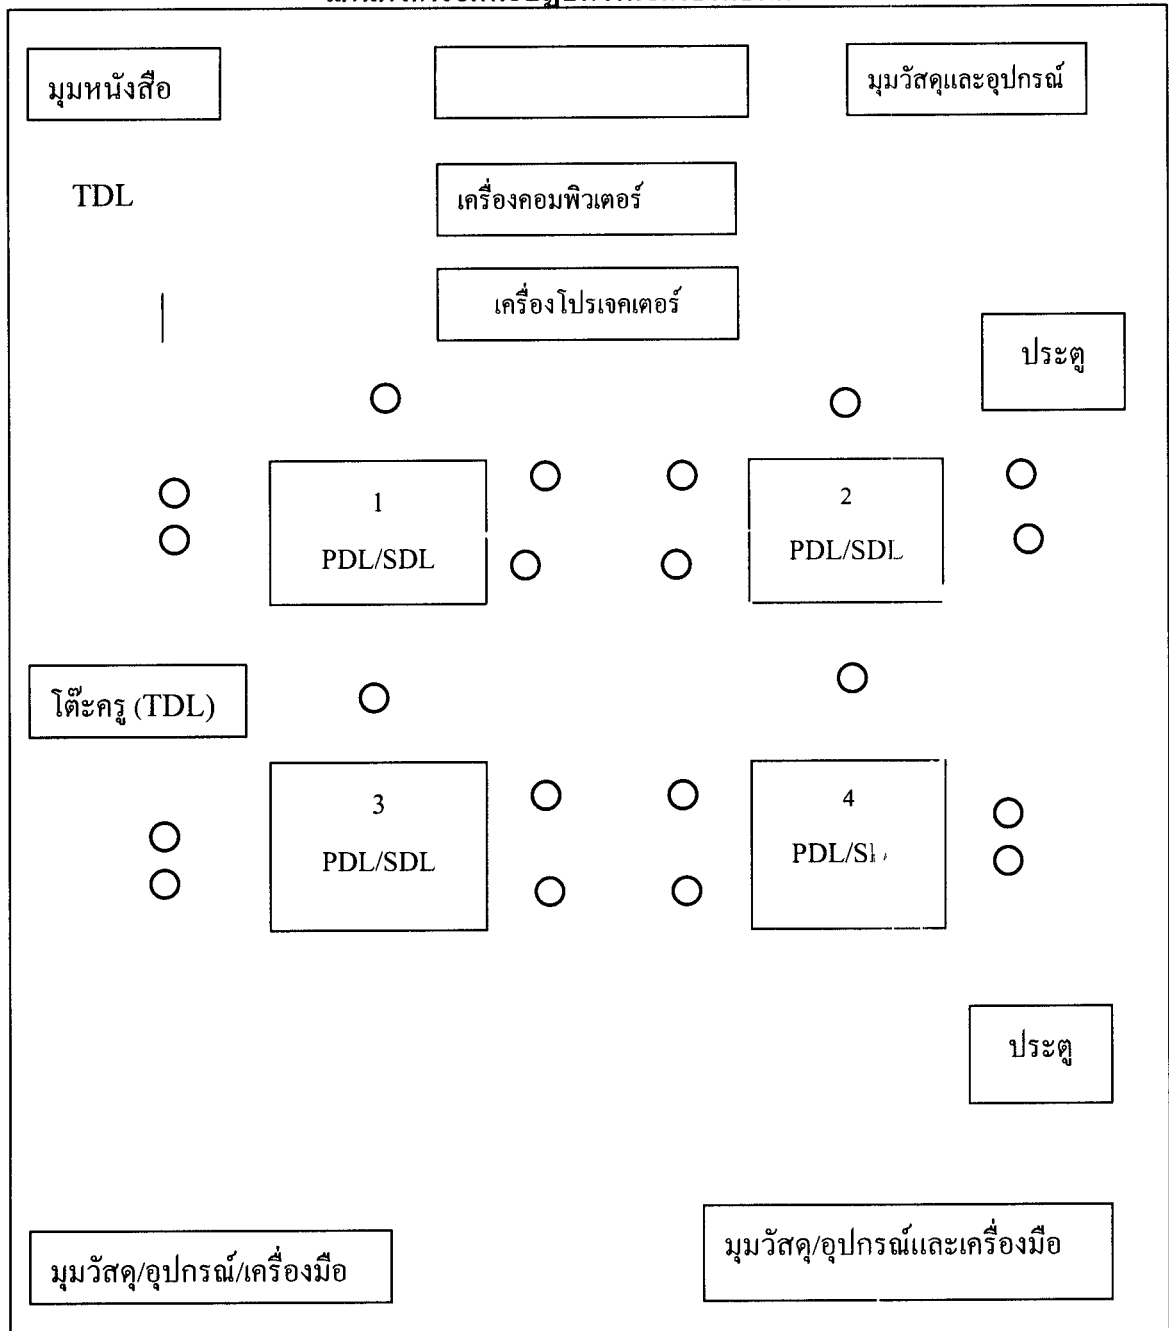 มุมหนังสือ
มุมวัสดุและอุปกรณ์
TDL
เครื่องคอมพิวเตอร์
เครื่องโปรเจคเตอร์
ประตู
1
PDL/SDL
2
PDL/SDL
โต๊ะครู (TDL)
3
PDL/SDL
4
ประตู
มุมวัสดุ/อุปกรณ์และเครื่องมือ
มุมวัสดุ/อุปกรณ์/เครื่องมือ